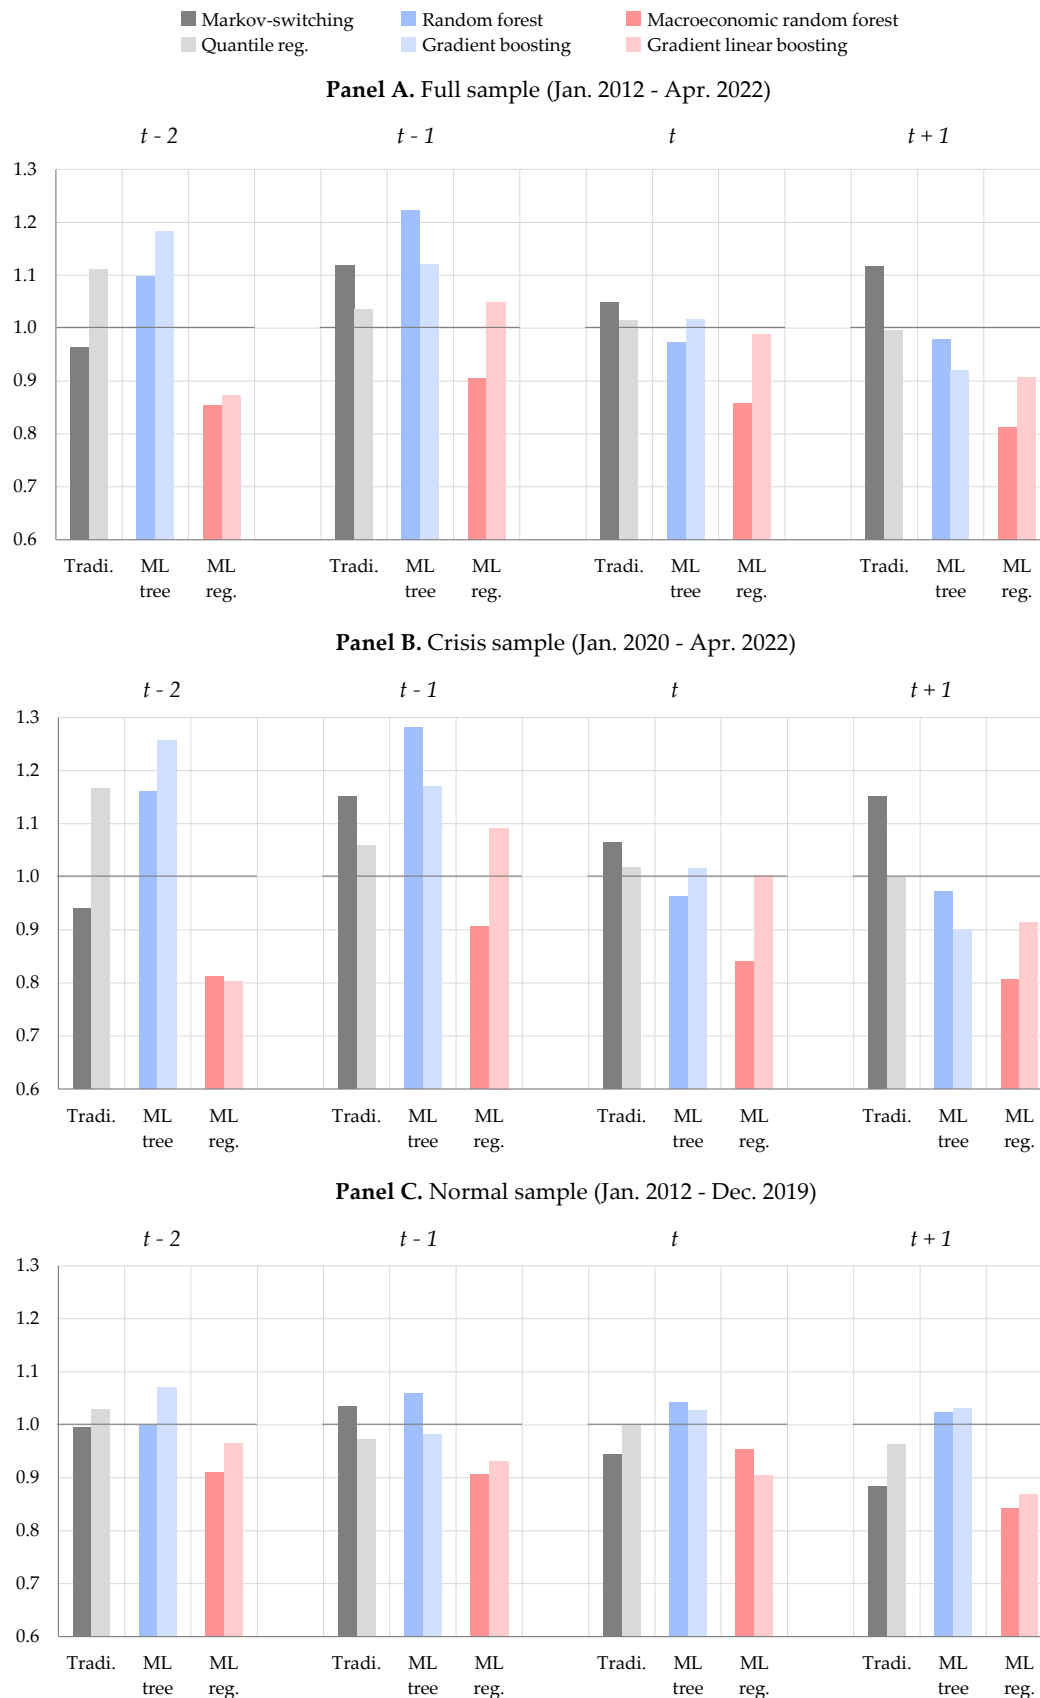 Markov-switching Random forest Macroeconomic random forest
Quantile reg. Gradient boosting Gradient linear boosting
Panel A. Full sample (Jan. 2012 - Apr. 2022)
t - 2 t - 1 t t + 1
1.3
1.2
1.1
1.0
0.9
0.8
0.7
0.6
Tradi. ML ML Tradi. ML ML Tradi. ML ML Tradi. ML ML
tree reg. tree reg. tree reg. tree reg.
Panel B. Crisis sample (Jan. 2020 - Apr. 2022)
t - 2 t - 1 t t + 1
1.3
1.2
1.1
1.0
0.9
0.8
0.7
0.6
Tradi. ML ML Tradi. ML ML Tradi. ML ML Tradi. ML ML
tree reg. tree reg. tree reg. tree reg.
Panel C. Normal sample (Jan. 2012 - Dec. 2019)
t - 2 t - 1 t t + 1
1.3
1.2
1.1
1.0
0.9
0.8
0.7
0.6
Tradi. ML ML Tradi. ML ML Tradi. ML ML Tradi. ML ML
tree reg. tree reg. tree reg. tree reg.